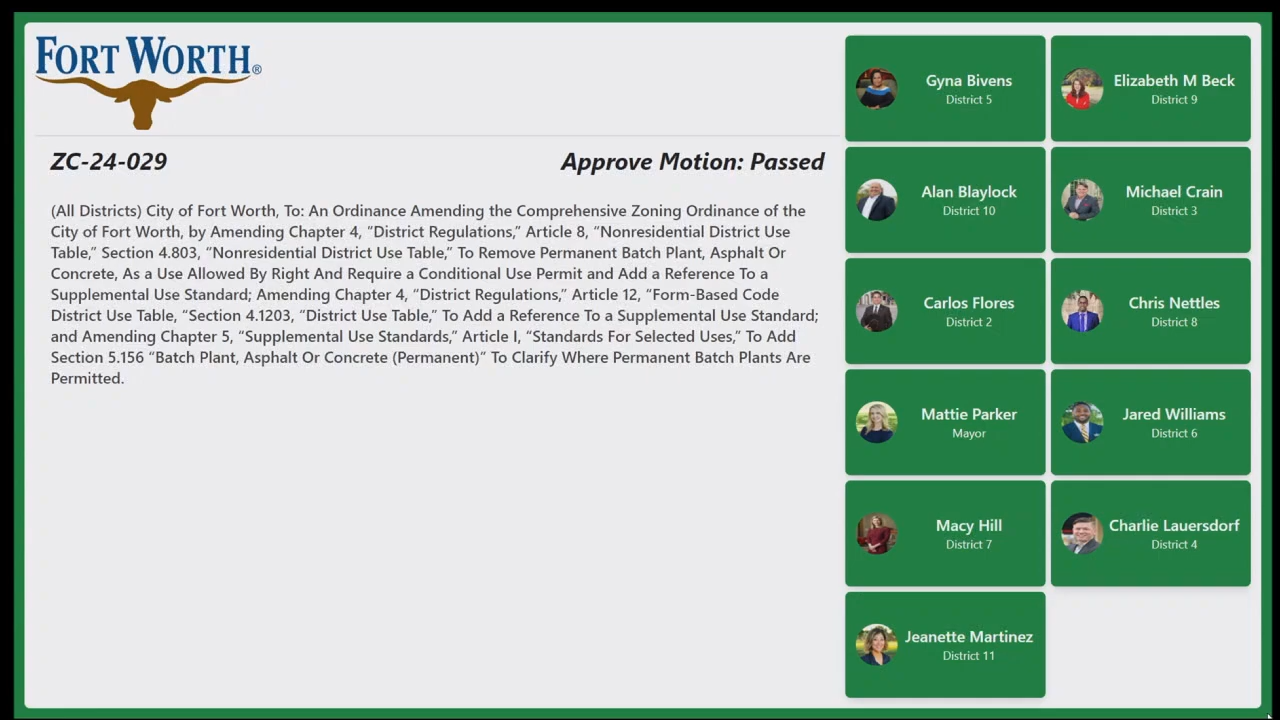 FORT WORTH®
ZC-24-029
Approve Motion: Passed
(All Districts) City of Fort Worth, To: An Ordinance Amending the Comprehensive Zoning Ordinance of the
City of Fort Worth, by Amending Chapter 4, “District Regulations,” Article 8, “Nonresidential District Use
Table,” Section 4.803, “Nonresidential District Use Table,” To Remove Permanent Batch Plant, Asphalt Or
Concrete, As a Use Allowed By Right And Require a Conditional Use Permit and Add a Reference To a
Supplemental Use Standard; Amending Chapter 4, “District Regulations,” Article 12, “Form-Based Code
District Use Table, “Section 4.1203, “District Use Table,” To Add a Reference To a Supplemental Use Standard;
and Amending Chapter 5, “Supplemental Use Standards,” Article I, “Standards For Selected Uses,” To Add
Section 5.156 “Batch Plant, Asphalt Or Concrete (Permanent)” To Clarify Where Permanent Batch Plants Are
Permitted.
Gyna Bivens
District 5
Elizabeth M Beck
District 9
Alan Blaylock
District 10
Michael Crain
District 3
Carlos Flores
District 2
Chris Nettles
District 8
Mattie Parker
Mayor
Jared Williams
District 6
Macy Hill
District 7
Charlie Lauersdorf
District 4
Jeanette Martinez
District 11